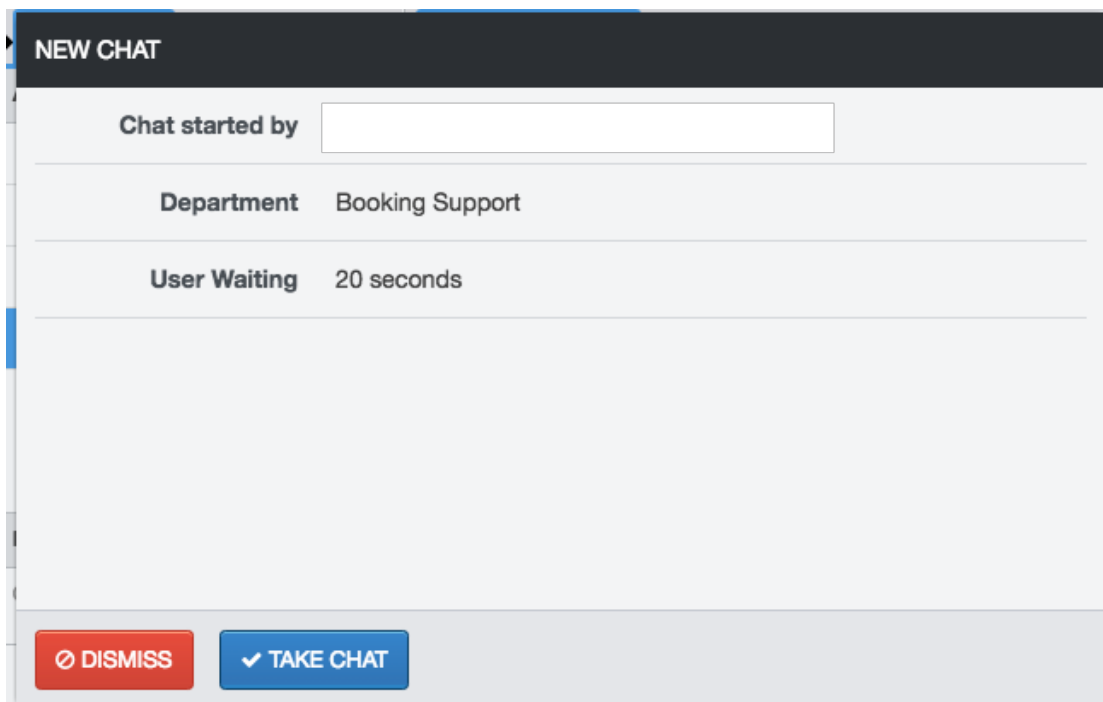 NEW CHAT
Chat started by
Department Booking Support
User Waiting 20 seconds
DISMISS TAKE CHAT